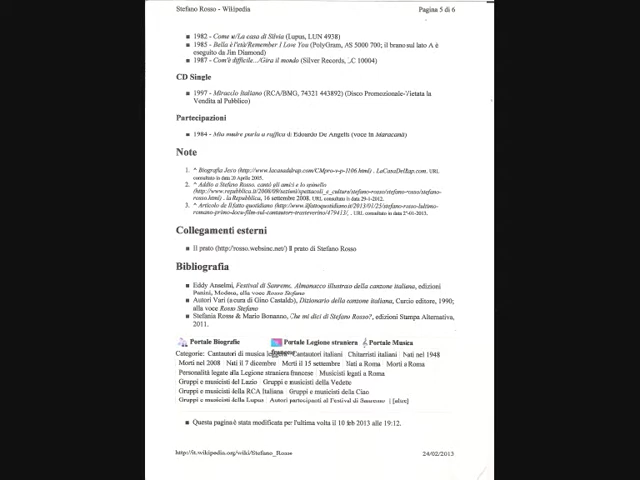 Stefano Rosso - Wikipedia Pagina 5 di 6
1982 - Come w/La casa di Silvia (Lupus, LUN 4938)
1985 - Bella è l'età/Remember I Love You (PolyGram, AS 5000 700; il brano sul lato A è
eseguito da Jim Diamond)
1987 - Com'è difficile.../Gira il mondo (Silver Records, LC 10004)
CD Single
1997 - Miracolo Italiano (RCA/BMG, 74321 443892) (Disco Promozionale-Vietata la
Vendita al Pubblico)
Partecipazioni
1984 - Mia madre parla a raffica di Edoardo De Angelis (voce in Maracanà)
Note
1. ^ Biografia Jesa (http://www.lacasadelrap.com/CMpro-v-p-1106.html) . LaCasaDelRap.com. URL
consultato in data 20 Aprile 2005.
2. ^ Addio a Stefano Rosso, cantò gli amici e lo spinello
(http://www.repubblica.it/2008/09/sezioni/spettacoli_e_cultura/stefano-rosso/stefano-rosso/stefano-
rosso.html) . la Repubblica, 16 settembre 2008. URL consultato in data 29-1-2012.
3. ^ Articolo de Il fatto quotidiano (http://www.ilfattoquotidiano.it/2013/01/25/stefano-rosso-lultimo-
romano-primo-docu-film-sul-cantautore-trasteverino/479413/) . URL consultato in data 27-01-2013.
Collegamenti esterni
Il prato (http://rosso.websinc.net/) Il prato di Stefano Rosso
Bibliografia
Eddy Anselmi, Festival di Sanremo, Almanacco illustrato della canzone italiana, edizioni
Panini, Modena, alla voce Rosso Stefano
Autori Vari (a cura di Gino Castaldo), Dizionario della canzone italiana, Curcio editore, 1990;
alla voce Rosso Stefano
Stefania Rosso & Mario Bonanno, Che mi dici di Stefano Rosso?, edizioni Stampa Alternativa,
2011.
Portale Biografie Portale Legione straniera francese Portale Musica
Categorie: Cantautori di musica leggera Cantautori italiani Chitarristi italiani Nati nel 1948
Morti nel 2008 Nati il 7 dicembre Morti il 15 settembre Nati a Roma Morti a Roma
Personalità legate alla Legione straniera francese Musicisti legati a Roma
Gruppi e musicisti del Lazio Gruppi e musicisti della Vedette
Gruppi e musicisti della RCA Italiana Gruppi e musicisti della Ciao
Gruppi e musicisti della Lupus Autori partecipanti al Festival di Sanremo | [altre]
Questa pagina è stata modificata per l'ultima volta il 10 feb 2013 alle 19:12.
http://it.wikipedia.org/wiki/Stefano_Rosso 24/02/2013